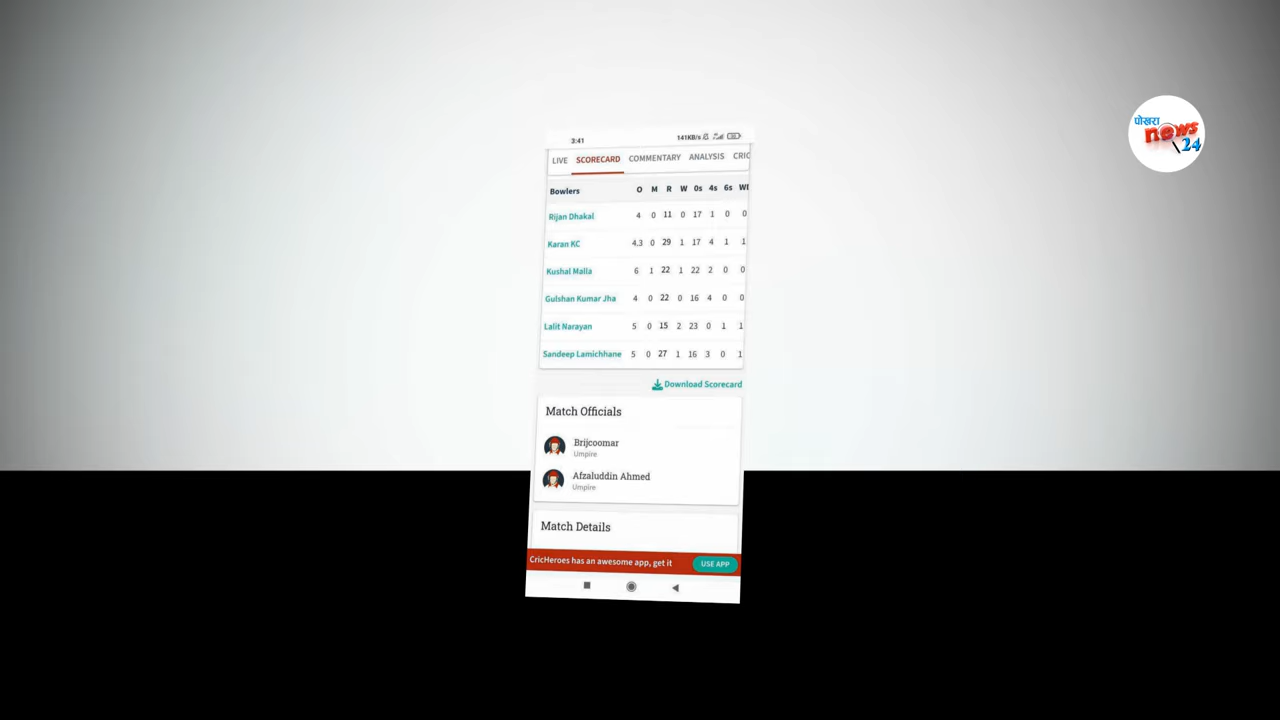 पोखरा
news
24
3:41 141KB/s
LIVE SCORECARD COMMENTARY ANALYSIS CRIC
Bowlers O M R W 0s 4s 6s
Rijan Dhakal 4 0 11 0 17 1 0 0
Karan KC 4.3 0 29 1 17 4 1 1
Kushal Malla 6 1 22 1 22 2 0 0
Gulshan Kumar Jha 4 0 22 0 16 4 0 0
Lalit Narayan 5 0 15 2 23 0 1 1
Sandeep Lamichhane 5 0 27 1 16 3 0 1
Download Scorecard
Match Officials
Brijcoomar
Umpire
Afzaluddin Ahmed
Umpire
Match Details
CricHeroes has an awesome app, get it USE APP